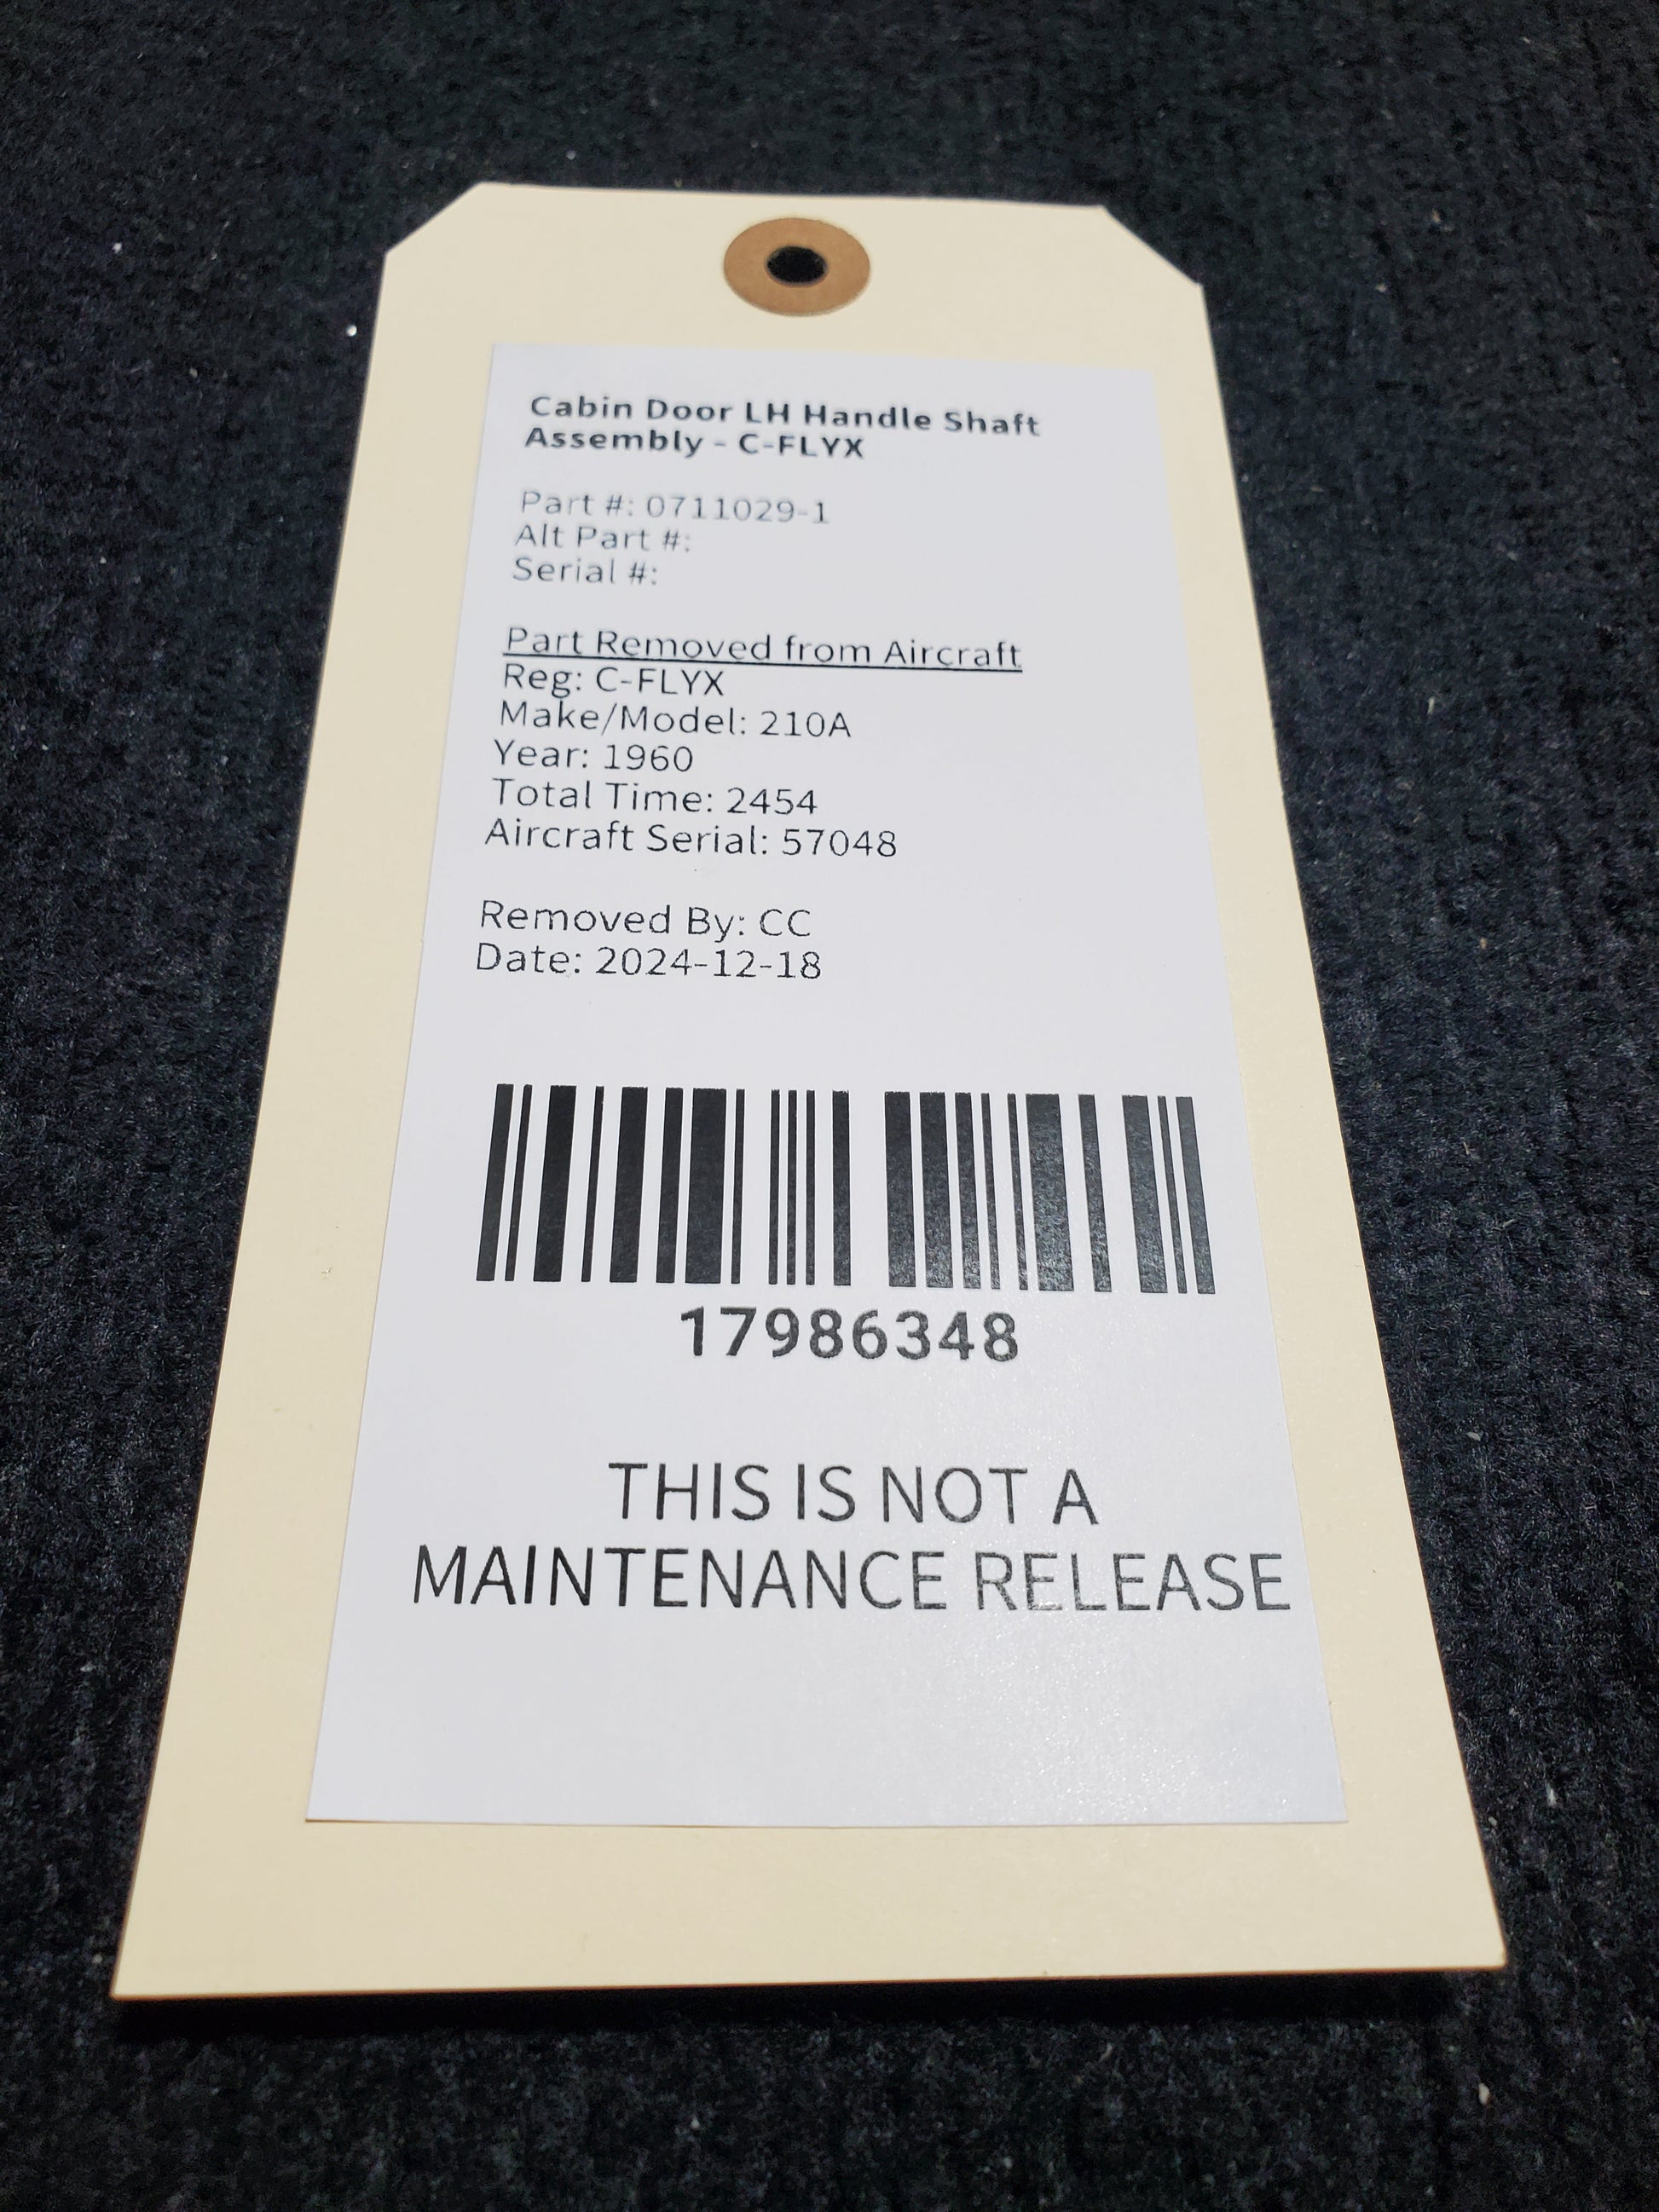 Cabin Door LH Handle Shaft
Assembly - C-FLYX
Part #: 0711029-1
Alt Part #:
Serial #:
Part Removed from Aircraft
Reg: C-FLYX
Make/Model: 210A
Year: 1960
Total Time: 2454
Aircraft Serial: 57048
Removed By: CC
Date: 2024-12-18
17986348
THIS IS NOT A
MAINTENANCE RELEASE